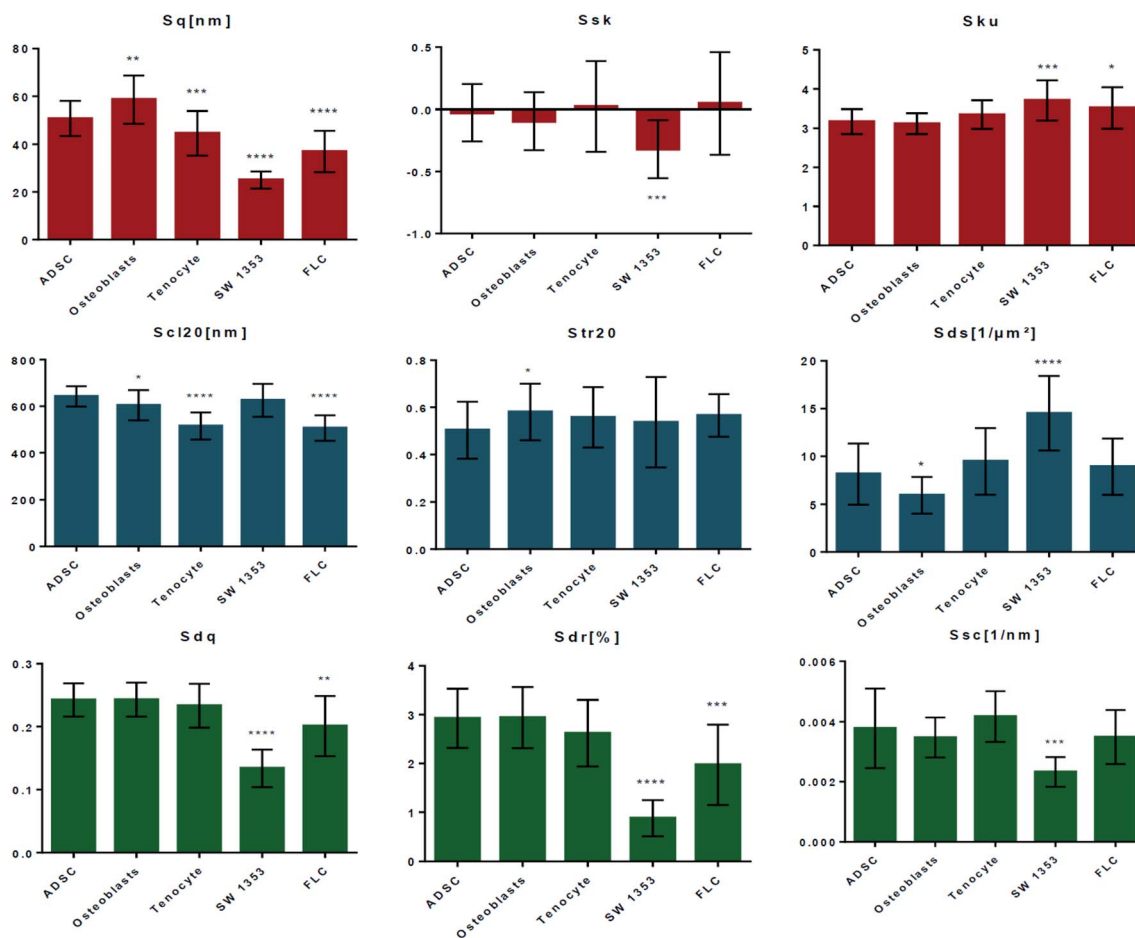 Sq[nm]
80
60
40
20
0
**
***
****
****
ADSC
Osteoblasts
Tenocyte
SW 1353
FLC
Ssk
0.5
0.0
-0.5
-1.0
***
ADSC
Osteoblasts
Tenocyte
SW 1353
FLC
Sku
5
4
3
2
1
0
***
*
ADSC
Osteoblasts
Tenocyte
SW 1353
FLC
Scl20[nm]
800
600
400
200
0
*
****
****
ADSC
Osteoblasts
Tenocyte
SW 1353
FLC
Str20
0.8
0.6
0.4
0.2
0.0
*
ADSC
Osteoblasts
Tenocyte
SW 1353
FLC
Sds[1/µm²]
20
15
10
5
0
*
****
ADSC
Osteoblasts
Tenocyte
SW 1353
FLC
Sdq
0.3
0.2
0.1
0.0
****
**
ADSC
Osteoblasts
Tenocyte
SW 1353
FLC
Sdr[%]
4
3
2
1
0
****
***
ADSC
Osteoblasts
Tenocyte
SW 1353
FLC
Ssc[1/nm]
0.006
0.004
0.002
0.000
***
ADSC
Osteoblasts
Tenocyte
SW 1353
FLC